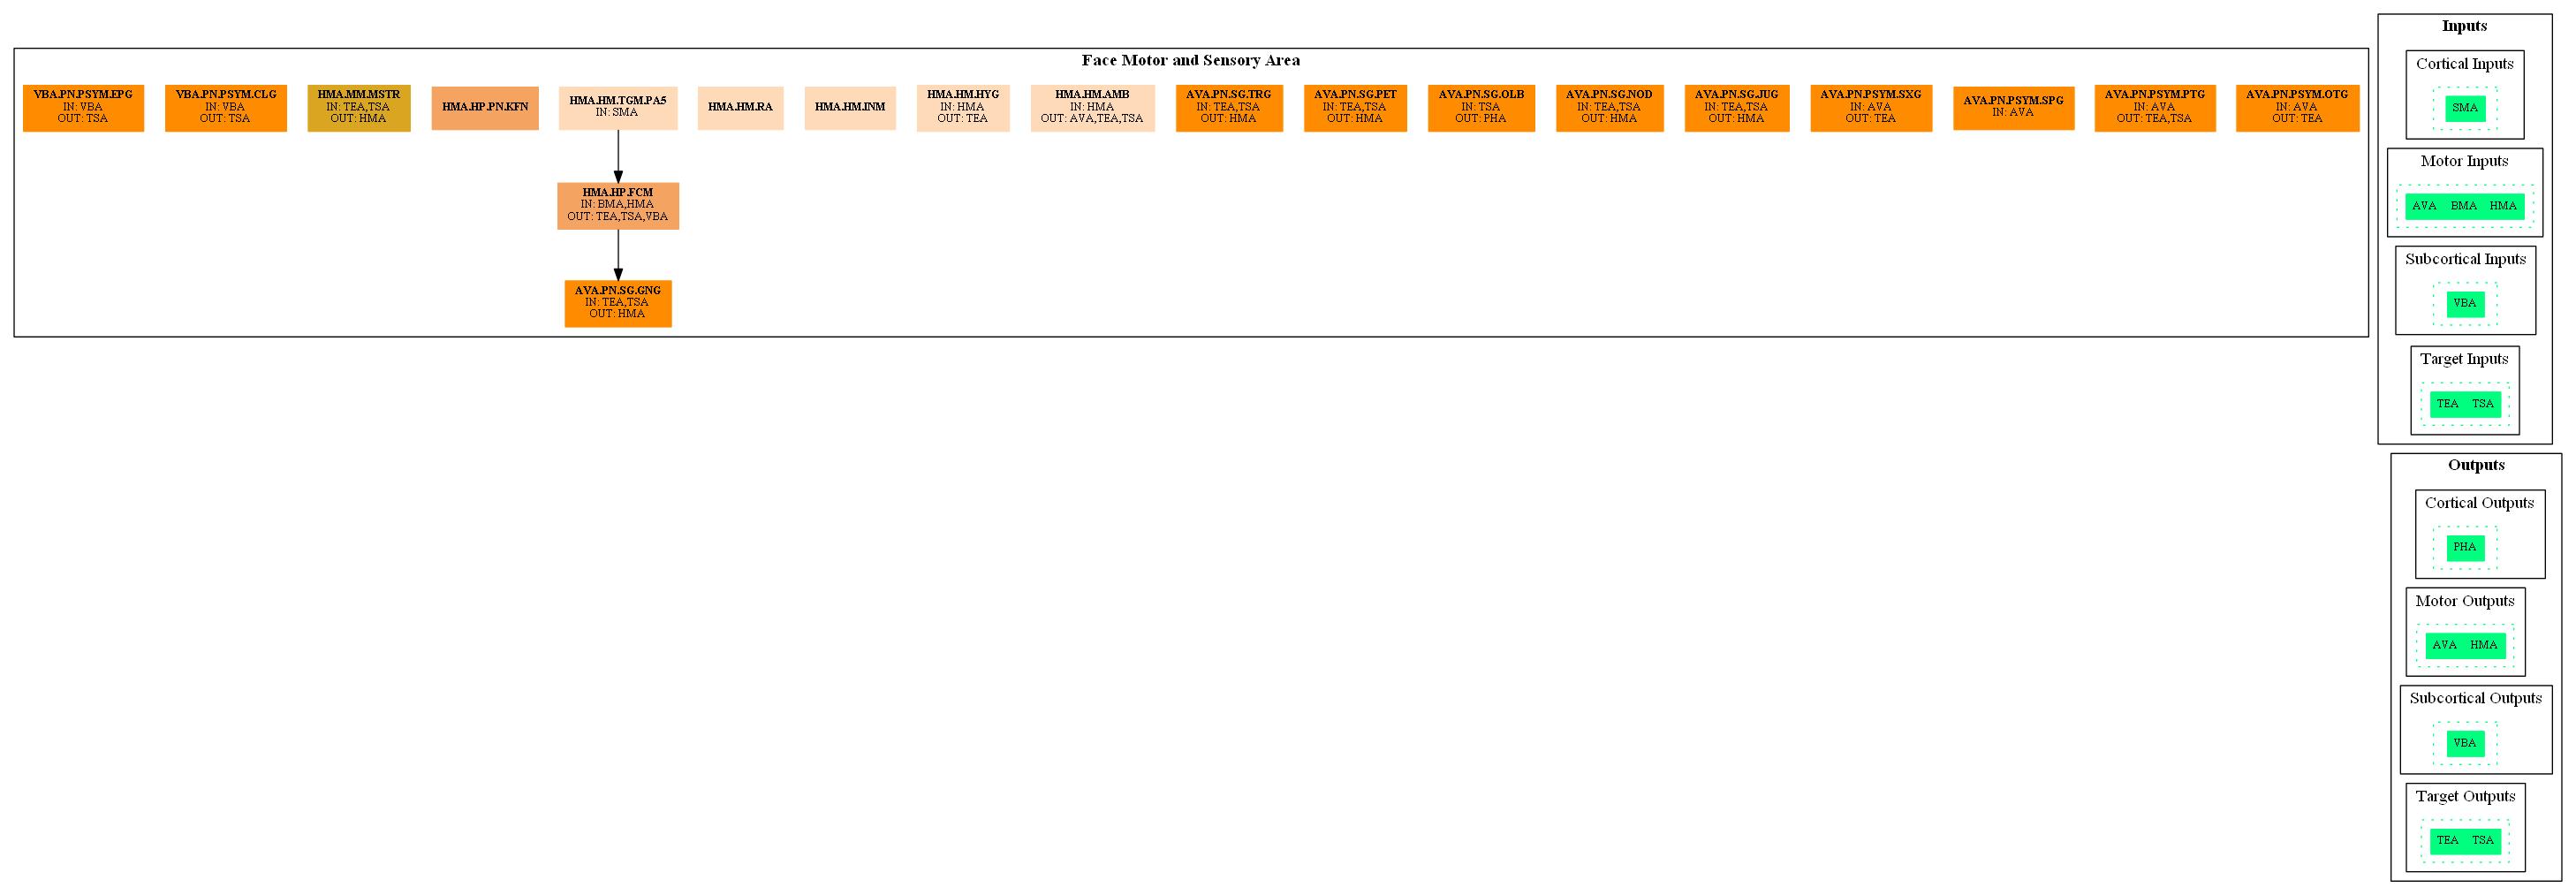 Face Motor and Sensory Area
VBA.PN.PSYM.EPG
IN: VBA
OUT: TSA
VBA.PN.PSYM.CLG
IN: VBA
OUT: TSA
HMA.MM.MSTR
IN: TEA,TSA
OUT: HMA
HMA.HP.PN.KFN
HMA.HM.TGM.PA5
IN: SMA
HMA.HM.RA
HMA.HM.INM
HMA.HM.HYG
IN: HMA
OUT: TEA
HMA.HM.AMB
IN: HMA
OUT: AVA,TEA,TSA
AVA.PN.SG.TRG
IN: TEA,TSA
OUT: HMA
AVA.PN.SG.PET
IN: TEA,TSA
OUT: HMA
AVA.PN.SG.OLB
IN: TSA
OUT: PHA
AVA.PN.SG.NOD
IN: TEA,TSA
OUT: HMA
AVA.PN.SG.JUG
IN: TEA,TSA
OUT: HMA
AVA.PN.PSYM.SXG
IN: AVA
OUT: TEA
AVA.PN.PSYM.SPG
IN: AVA
AVA.PN.PSYM.PTG
IN: AVA
OUT: TEA,TSA
AVA.PN.PSYM.OTG
IN: AVA
OUT: TEA
HMA.HP.FCM
IN: BMA,HMA
OUT: TEA,TSA,VBA
AVA.PN.SG.GNG
IN: TEA,TSA
OUT: HMA
Inputs
Cortical Inputs
SMA
Motor Inputs
AVA BMA HMA
Subcortical Inputs
VBA
Target Inputs
TEA TSA
Outputs
Cortical Outputs
PHA
Motor Outputs
AVA HMA
Subcortical Outputs
VBA
Target Outputs
TEA TSA